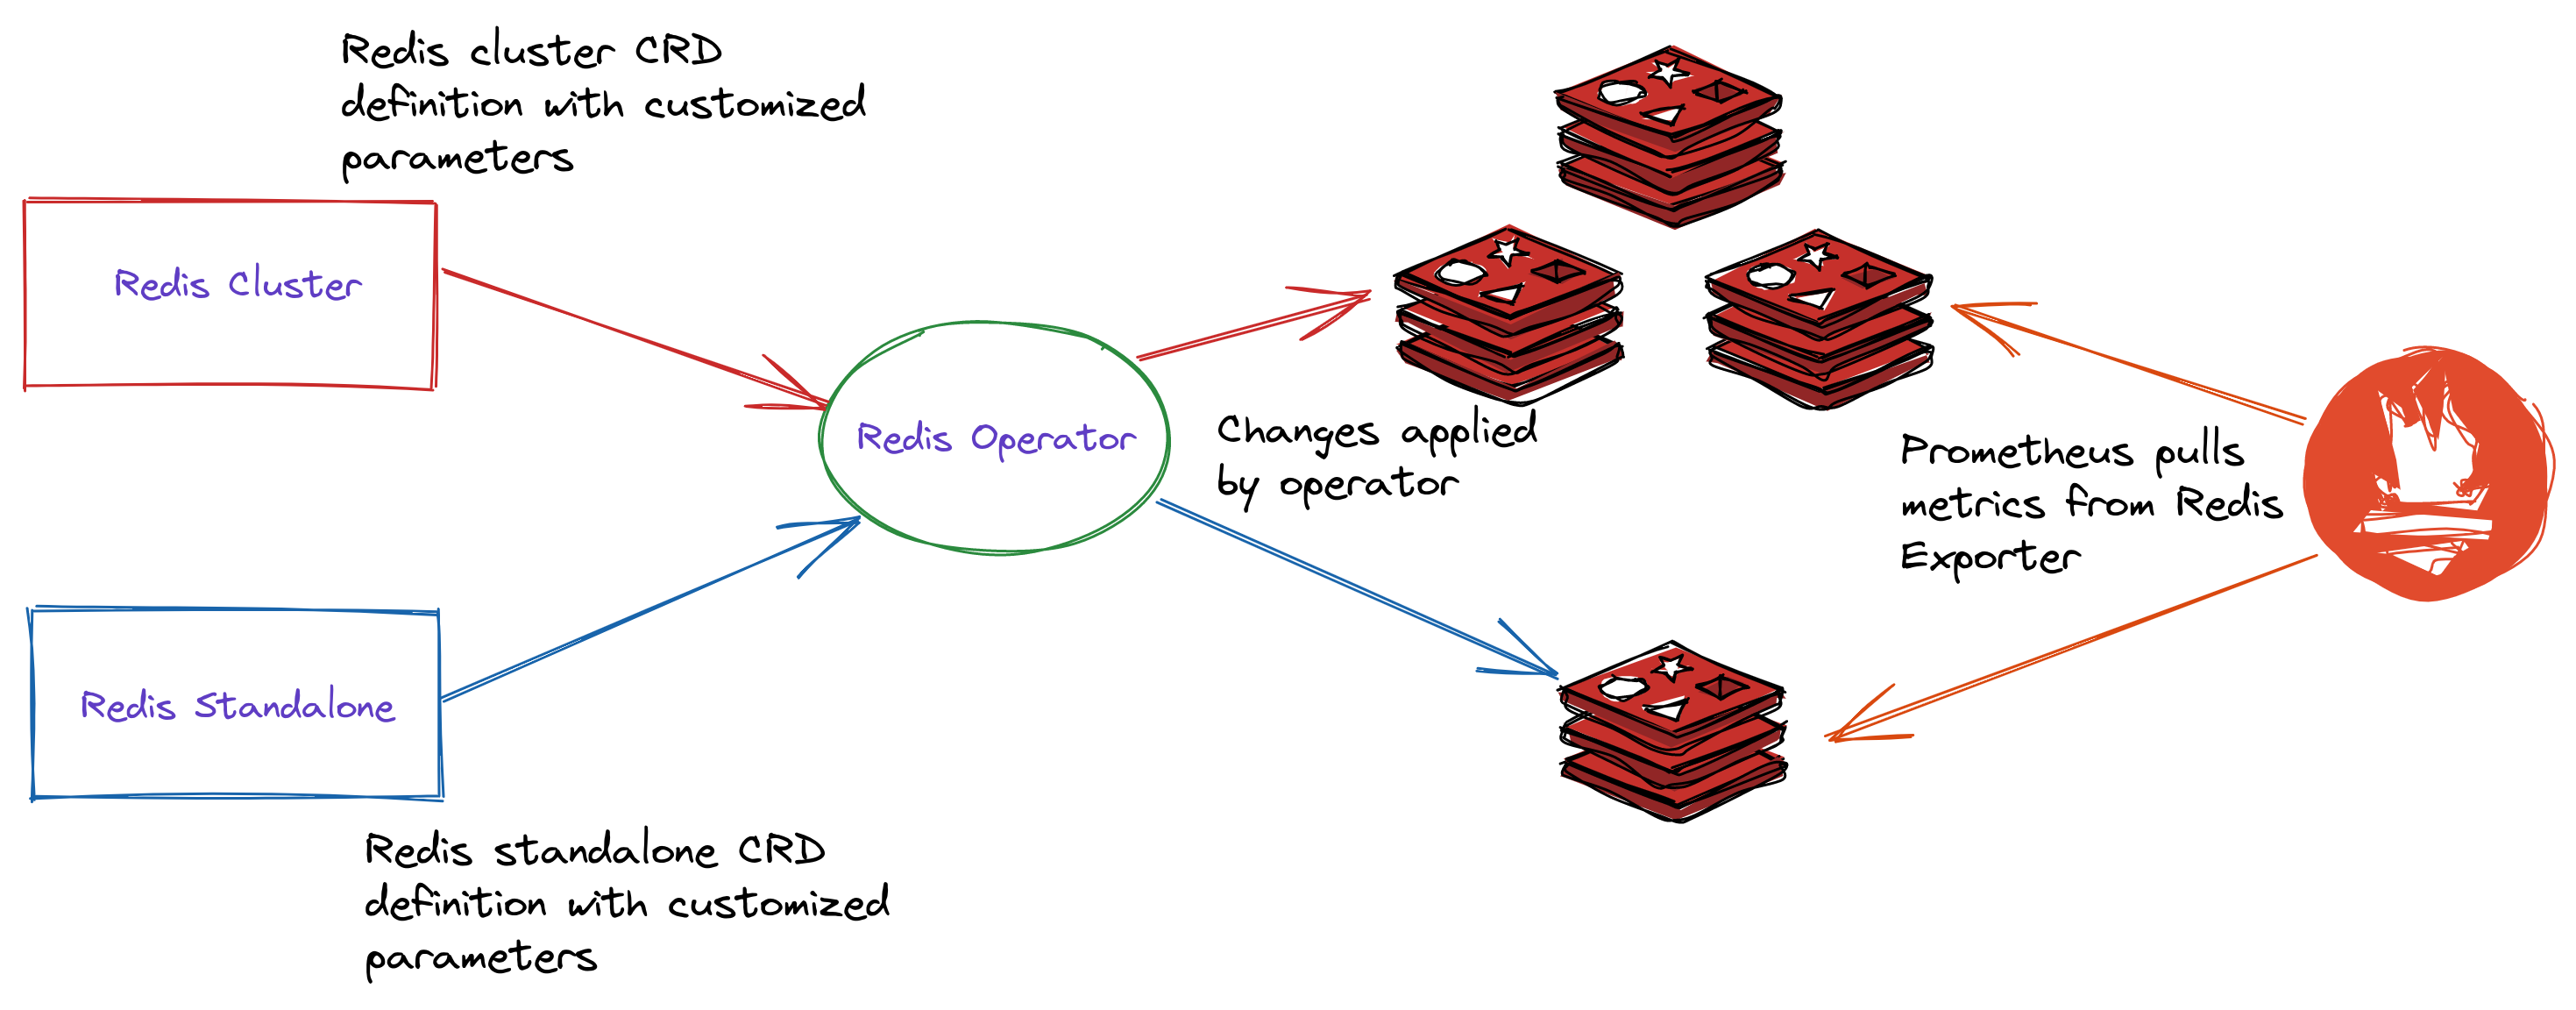 Redis cluster CRD
definition with customized
parameters
Redis Cluster
Redis Operator
Changes applied
by operator
Prometheus pulls
metrics from Redis
Exporter
Redis Standalone
Redis standalone CRD
definition with customized
parameters